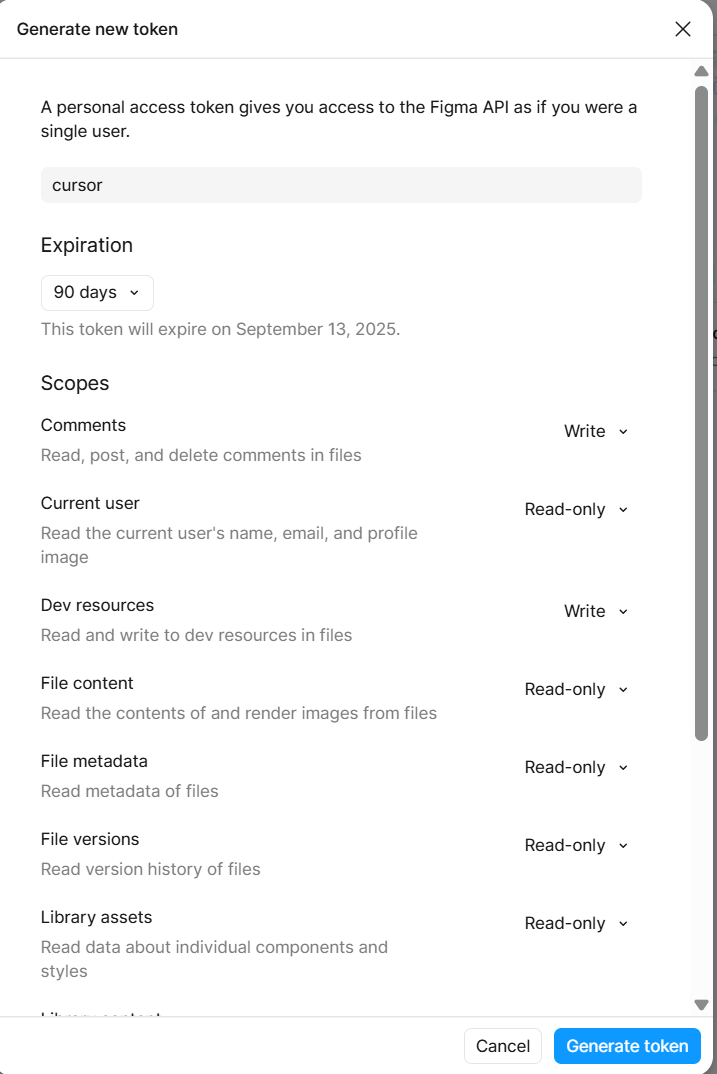 Generate new token
A personal access token gives you access to the Figma API as if you were a
single user.
cursor
Expiration
90 days
This token will expire on September 13, 2025.
Scopes
Comments
Write
Read, post, and delete comments in files
Current user
Read-only
Read the current user's name, email, and profile
image
Dev resources
Write
Read and write to dev resources in files
File content
Read-only
Read the contents of and render images from files
File metadata
Read-only
Read metadata of files
File versions
Read-only
Read version history of files
Library assets
Read-only
Read data about individual components and
styles
Cancel
Generate token